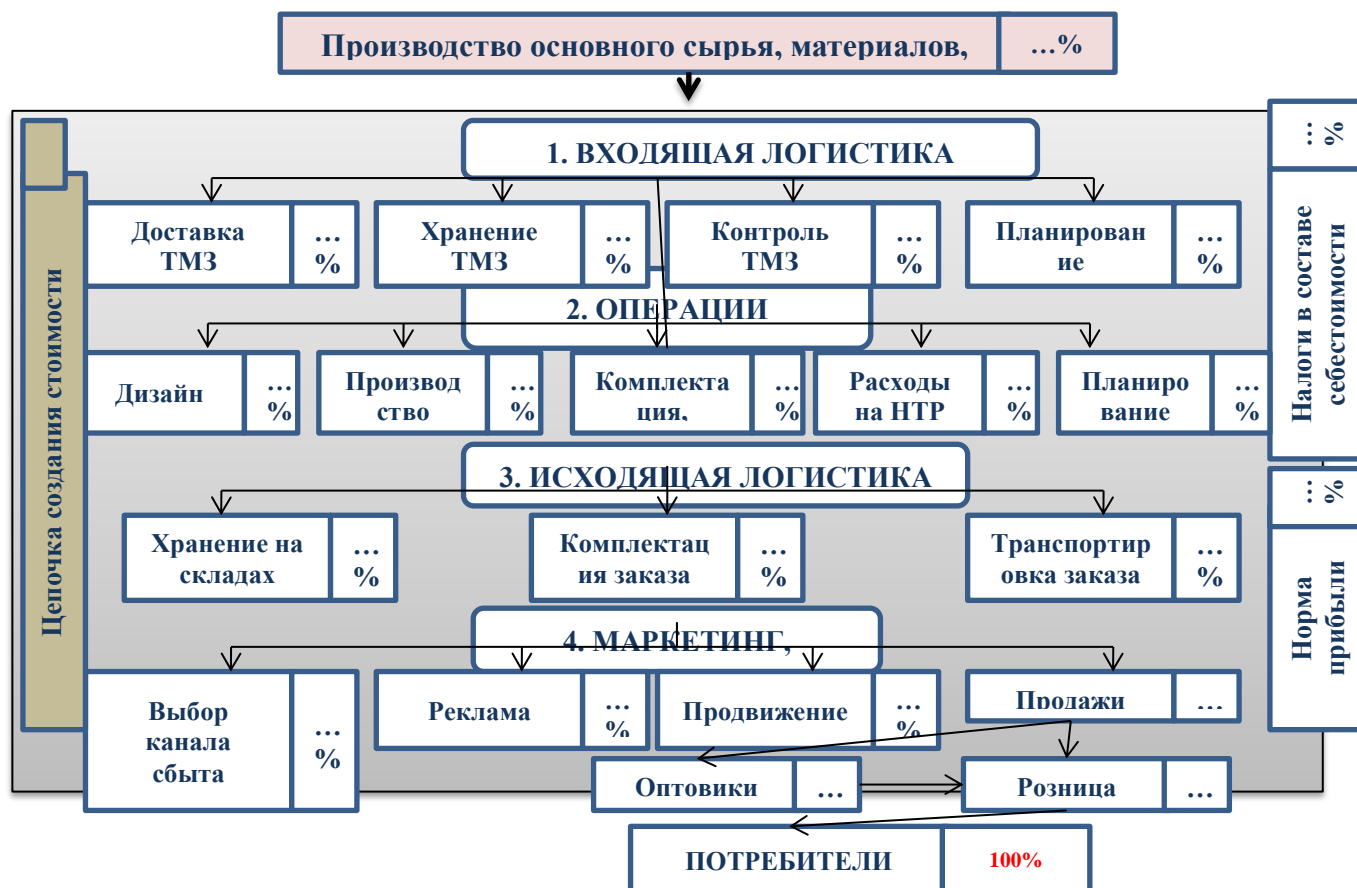 Производство основного сырья, материалов,
…%
1. ВХОДЯЩАЯ ЛОГИСТИКА
Доставка
ТМЗ
…
%
Хранение
ТМЗ
…
%
Контроль
ТМЗ
…
%
Планирован
ие
…
%
2. ОПЕРАЦИИ
Дизайн
…
%
Производ
ство
…
%
Комплекта
ция,
…
%
Расходы
на НТР
…
%
Планиро
вание
…
%
3. ИСХОДЯЩАЯ ЛОГИСТИКА
Хранение на
складах
…
%
Комплектац
ия заказа
…
%
Транспортир
овка заказа
…
%
4. МАРКЕТИНГ,
Выбор
канала
сбыта
…
%
Реклама
…
%
Продвижение
…
%
Продажи
…
Оптовики
…
Розница
…
ПОТРЕБИТЕЛИ
100%
Цепочка создания стоимости
…
%
Налоги в составе
себестоимости
…
%
Норма
прибыли